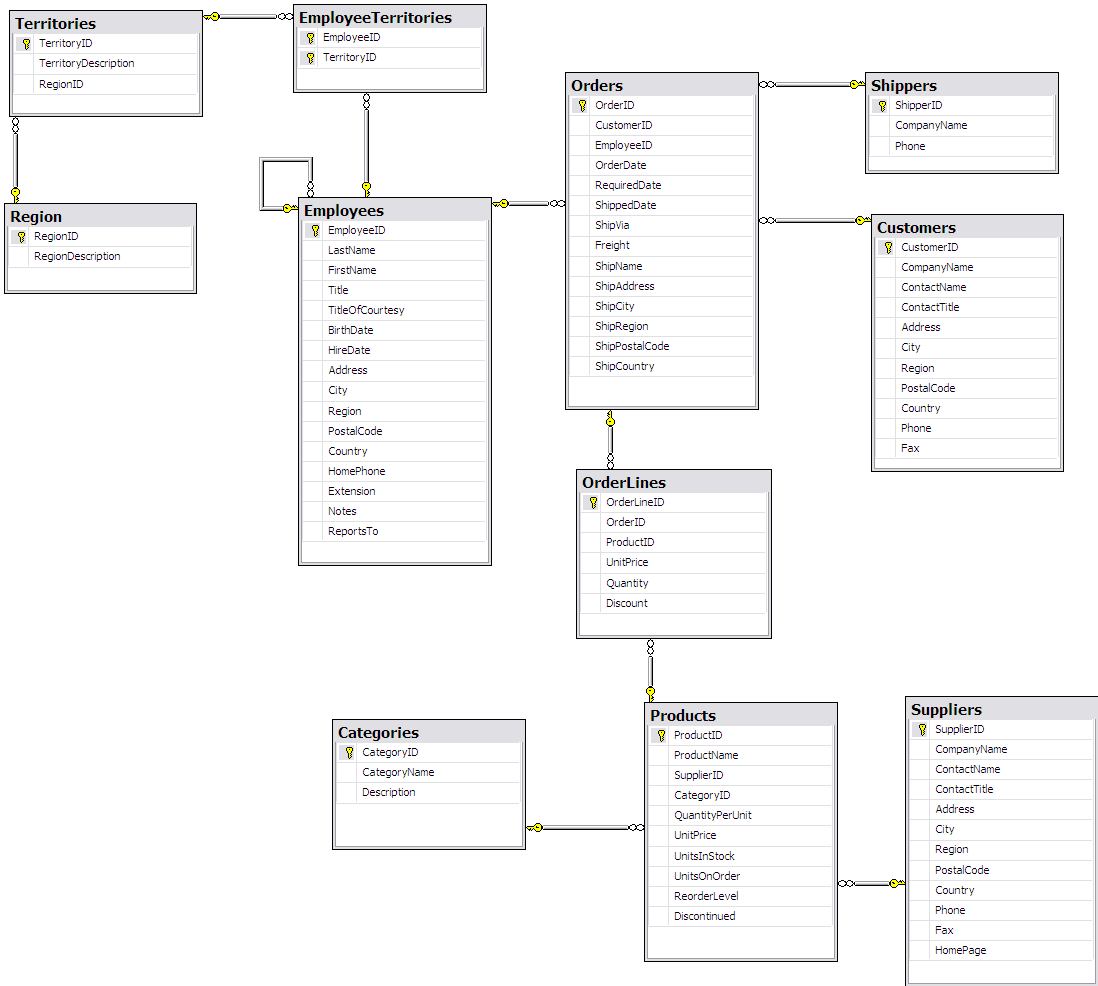 Territories
TerritoryID
TerritoryDescription
RegionID
EmployeeTerritories
EmployeeID
TerritoryID
Orders
OrderID
CustomerID
EmployeeID
OrderDate
RequiredDate
ShippedDate
ShipVia
Freight
ShipName
ShipAddress
ShipCity
ShipRegion
ShipPostalCode
ShipCountry
Shippers
ShipperID
CompanyName
Phone
Region
RegionID
RegionDescription
Employees
EmployeeID
LastName
FirstName
Title
TitleOfCourtesy
BirthDate
HireDate
Address
City
Region
PostalCode
Country
HomePhone
Extension
Notes
ReportsTo
Customers
CustomerID
CompanyName
ContactName
ContactTitle
Address
City
Region
PostalCode
Country
Phone
Fax
OrderLines
OrderLineID
OrderID
ProductID
UnitPrice
Quantity
Discount
Categories
CategoryID
CategoryName
Description
Products
ProductID
ProductName
SupplierID
CategoryID
QuantityPerUnit
UnitPrice
UnitsInStock
UnitsOnOrder
ReorderLevel
Discontinued
Suppliers
SupplierID
CompanyName
ContactName
ContactTitle
Address
City
Region
PostalCode
Country
Phone
Fax
HomePage